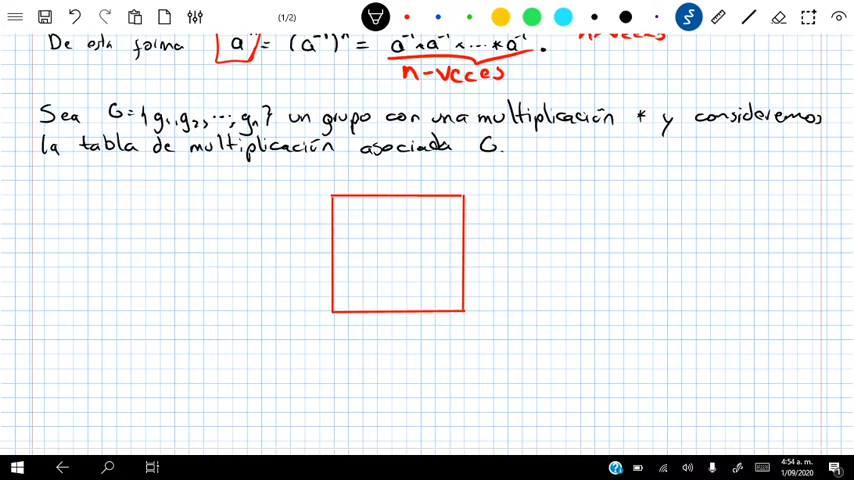 (1/2)
De esta forma a⁻ⁿ = (a⁻¹)ⁿ = a⁻¹ * a⁻¹ * ... * a⁻¹.
n-veces
Sea G={g₁,g₂,...,gₙ} un grupo con una multiplicación * y consideremos
la tabla de multiplicación asociada G.
4:54 a. m.
1/09/2020